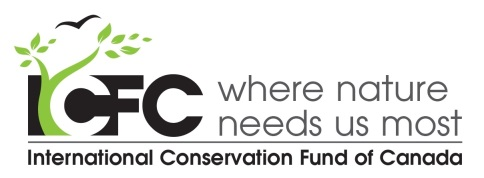 ICFC where nature
needs us most
International Conservation Fund of Canada